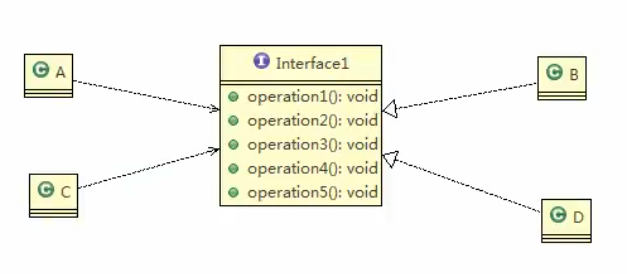 A
C
I Interface1
operation1(): void
operation2(): void
operation3(): void
operation4(): void
operation5(): void
C B
C C
C D